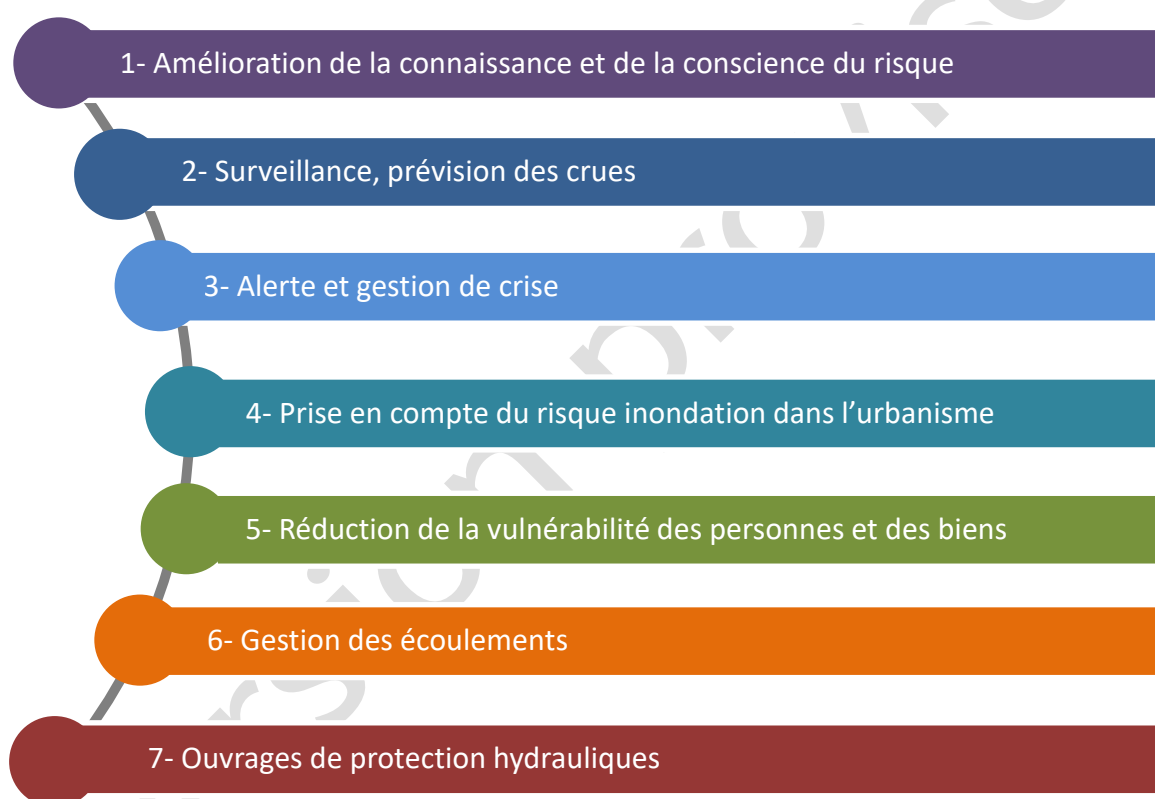 1- Amélioration de la connaissance et de la conscience du risque
2- Surveillance, prévision des crues
3- Alerte et gestion de crise
4- Prise en compte du risque inondation dans l’urbanisme
5- Réduction de la vulnérabilité des personnes et des biens
6- Gestion des écoulements
7- Ouvrages de protection hydrauliques